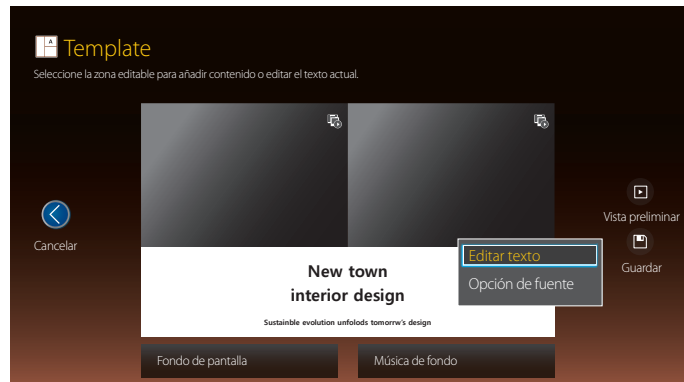 Template
Seleccione la zona editable para añadir contenido o editar el texto actual.
Cancelar
New town
interior design
Sustainble evolution unfolods tomorrw's design
Editar texto
Opción de fuente
Vista preliminar
Guardar
Fondo de pantalla
Música de fondo